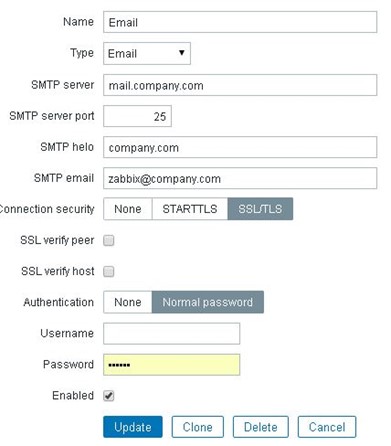 Name Email
Type Email
SMTP server mail.company.com
SMTP server port 25
SMTP helo company.com
SMTP email zabbix@company.com
Connection security None STARTTLS SSL/TLS
SSL verify peer
SSL verify host
Authentication None Normal password
Username
Password ••••••
Enabled
Update Clone Delete Cancel